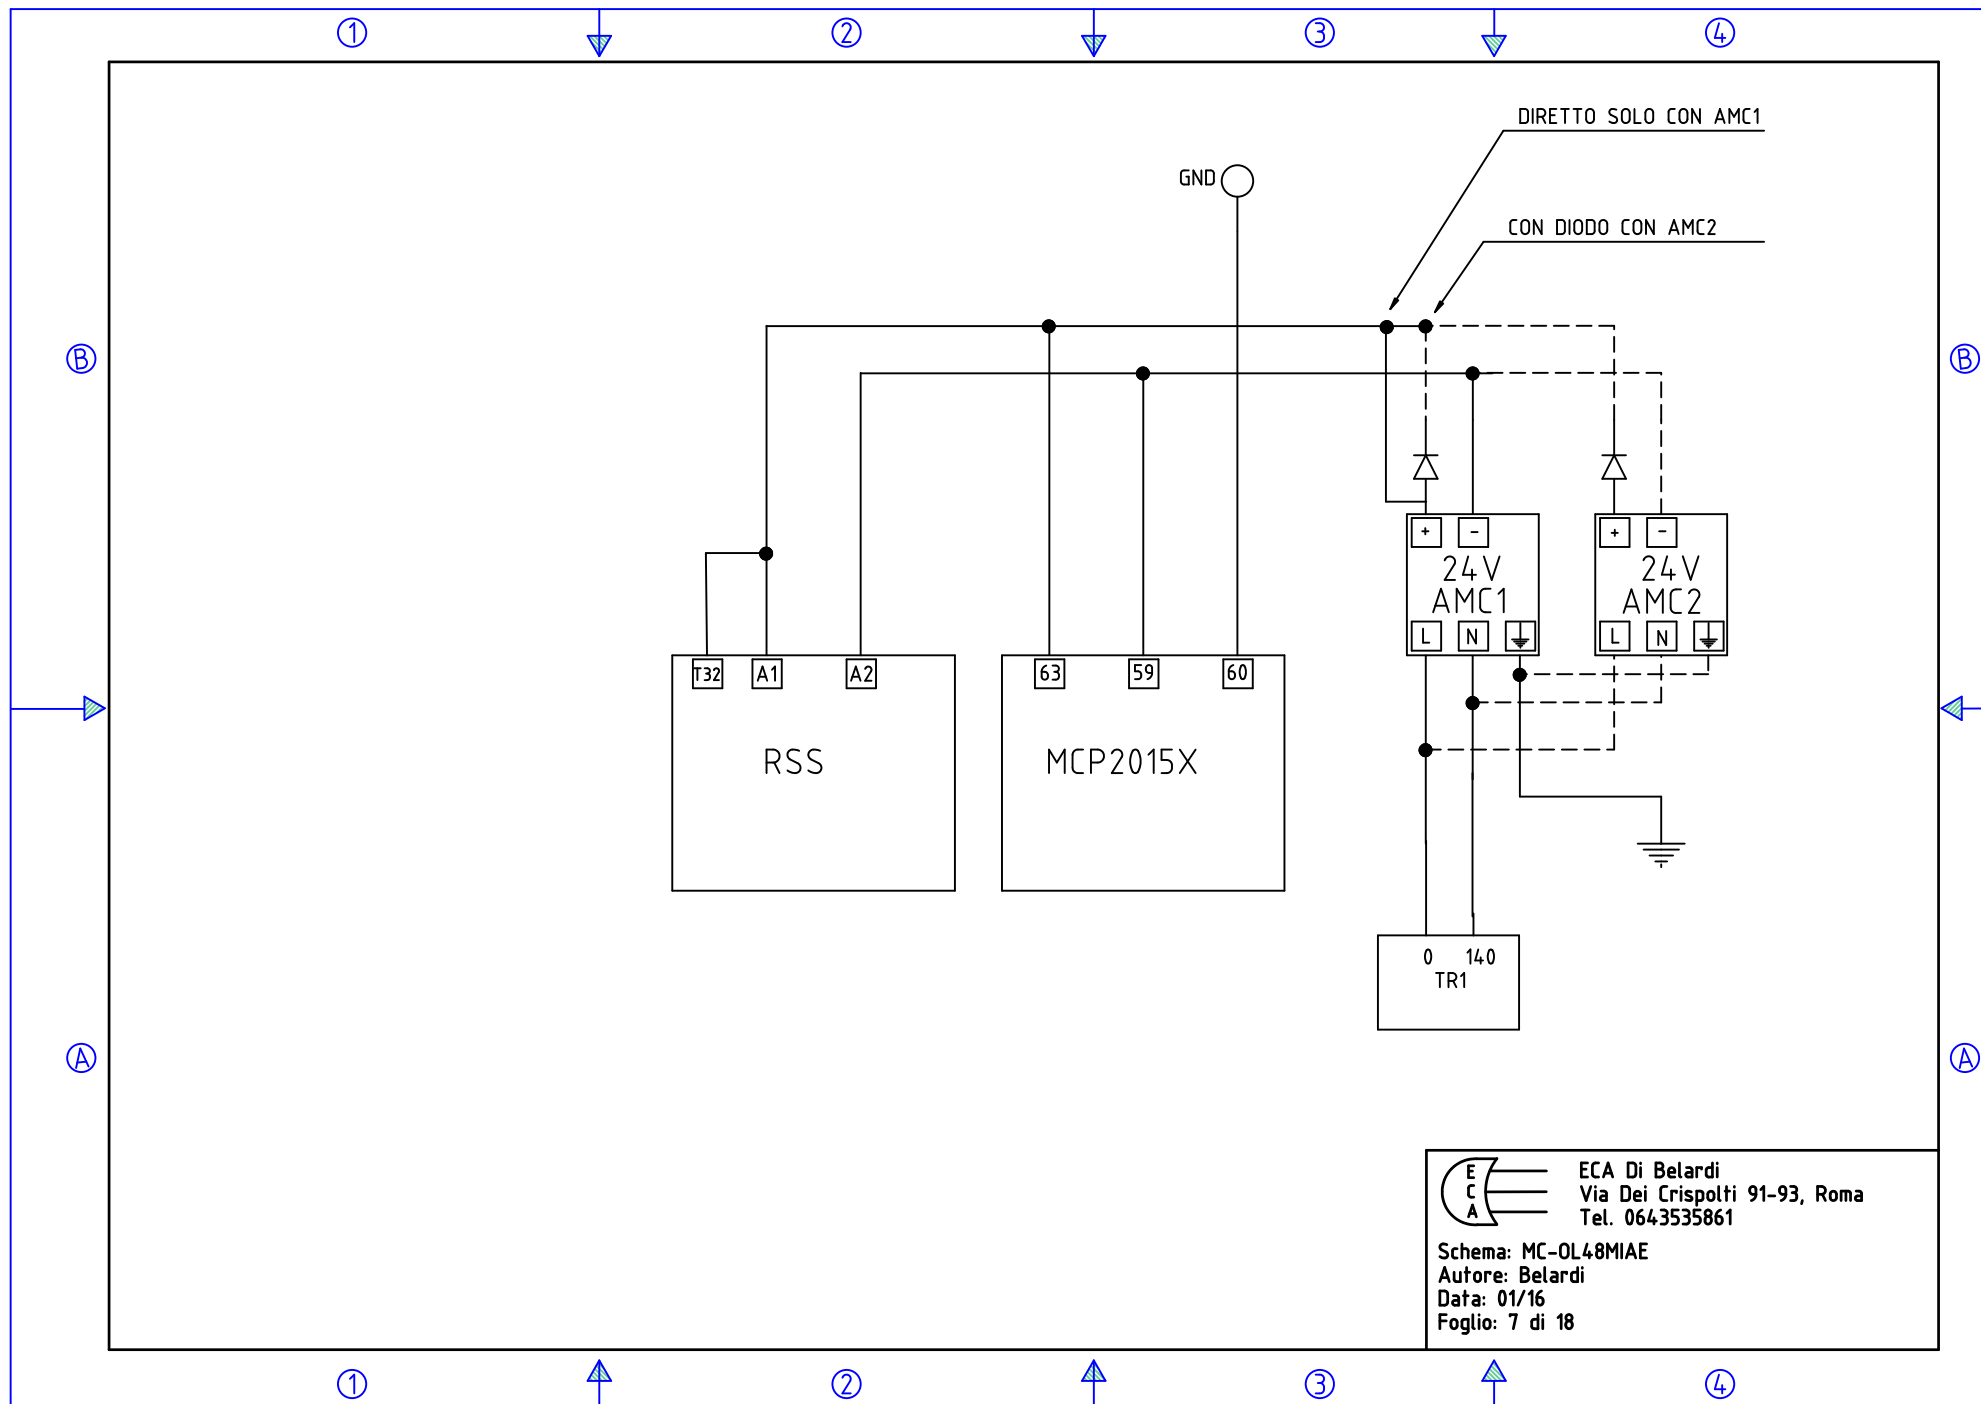 1 2 3 4
DIRETTO SOLO CON AMC1
GND
CON DIODO CON AMC2
B B
+ - + -
24V 24V
AMC1 AMC2
L N L N
T32 A1 A2 63 59 60
RSS MCP2015X
0 140
TR1
A A
E
C
A
ECA Di Belardi
Via Dei Crispolti 91-93, Roma
Tel. 0643535861
Schema: MC-OL48MIAE
Autore: Belardi
Data: 01/16
Foglio: 7 di 18
1 2 3 4